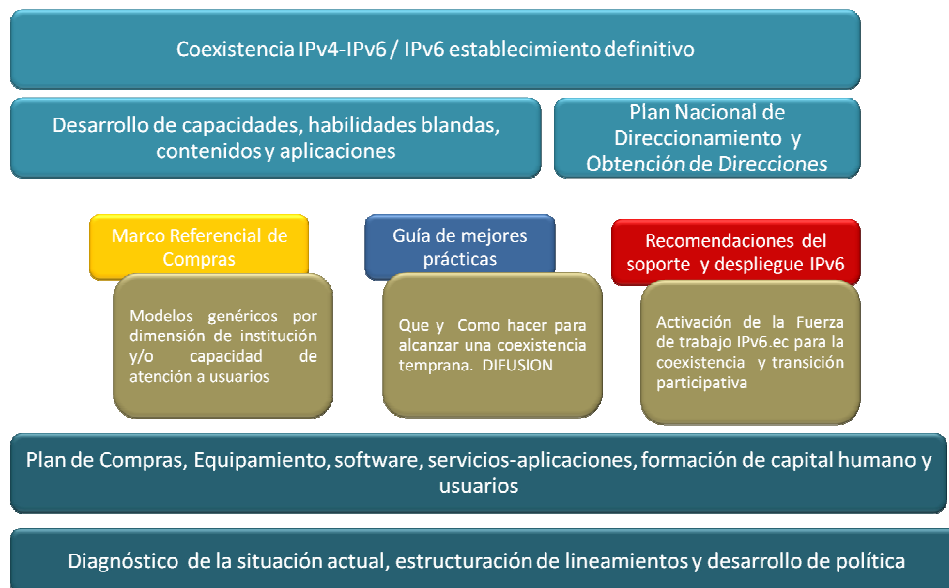 Coexistencia IPv4-IPv6 / IPv6 establecimiento definitivo
Desarrollo de capacidades, habilidades blandas,
contenidos y aplicaciones
Plan Nacional de
Direccionamiento y
Obtención de Direcciones
Marco Referencial de
Compras
Modelos genéricos por
dimensión de institución
y/o capacidad de
atención a usuarios
Guía de mejores
prácticas
Que y Como hacer para
alcanzar una coexistencia
temprana. DIFUSION
Recomendaciones del
soporte y despliegue IPv6
Activación de la Fuerza
de trabajo IPv6.ec para la
coexistencia y transición
participativa
Plan de Compras, Equipamiento, software, servicios-aplicaciones, formación de capital humano y
usuarios
Diagnóstico de la situación actual, estructuración de lineamientos y desarrollo de política